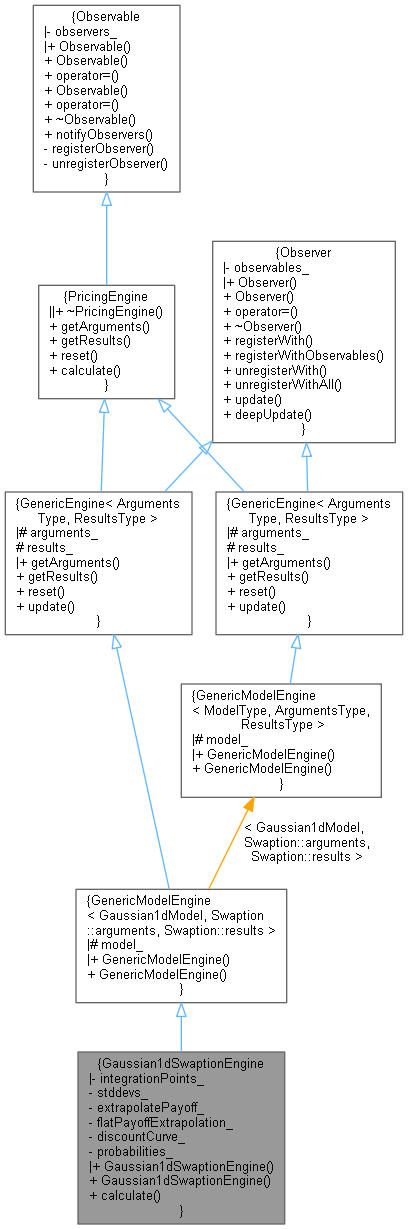 {Observable
|- observers_
|+ Observable()
+ Observable()
+ operator=()
+ Observable()
+ operator=()
+ ~Observable()
+ notifyObservers()
- registerObserver()
- unregisterObserver()
}
{Observer
|- observables_
|+ Observer()
+ Observer()
+ operator=()
+ ~Observer()
+ registerWith()
+ registerWithObservables()
+ unregisterWith()
+ unregisterWithAll()
+ update()
+ deepUpdate()
}
{PricingEngine
||+ ~PricingEngine()
+ getArguments()
+ getResults()
+ reset()
+ calculate()
}
{GenericEngine< Arguments
Type, ResultsType >
|# arguments_
# results_
|+ getArguments()
+ getResults()
+ reset()
+ update()
}
{GenericEngine< Arguments
Type, ResultsType >
|# arguments_
# results_
|+ getArguments()
+ getResults()
+ reset()
+ update()
}
{GenericModelEngine
< ModelType, ArgumentsType,
ResultsType >
|# model_
|+ GenericModelEngine()
+ GenericModelEngine()
}
< Gaussian1dModel,
Swaption::arguments,
Swaption::results >
{GenericModelEngine
< Gaussian1dModel, Swaption
::arguments, Swaption::results >
|# model_
|+ GenericModelEngine()
+ GenericModelEngine()
}
{Gaussian1dSwaptionEngine
|- integrationPoints_
- stddevs_
- extrapolatePayoff_
- flatPayoffExtrapolation_
- discountCurve_
- probabilities_
|+ Gaussian1dSwaptionEngine()
+ Gaussian1dSwaptionEngine()
+ calculate()
}